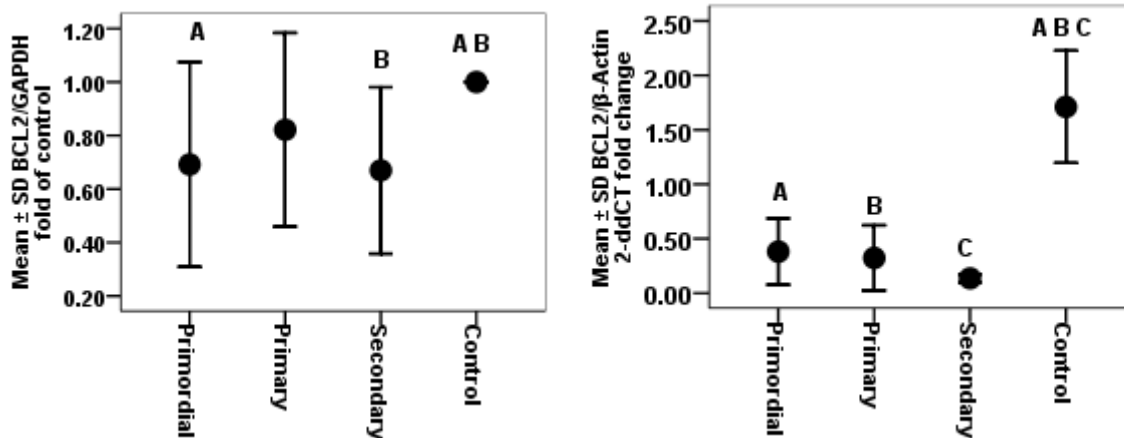 Mean ± SD BCL2/GAPDH
fold of control
1.20
1.00
0.80
0.60
0.40
0.20
A
B
A B
Primordial
Primary
Secondary
Control
Mean ± SD BCL2/β-Actin
2-ddCT fold change
2.50
2.00
1.50
1.00
0.50
0.00
A
B
C
A B C
Primordial
Primary
Secondary
Control